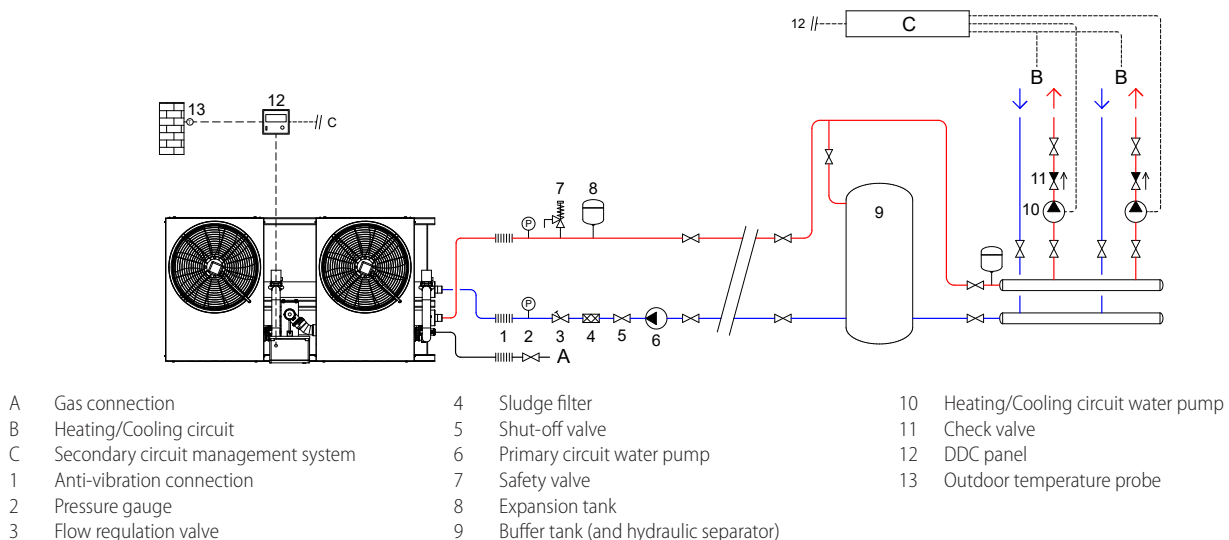 12
C
B
B
13
12
C
7
8
P
11
10
9
P
1
2
3
4
5
6
A
A Gas connection
B Heating/Cooling circuit
C Secondary circuit management system
1 Anti-vibration connection
2 Pressure gauge
3 Flow regulation valve
4 Sludge filter
5 Shut-off valve
6 Primary circuit water pump
7 Safety valve
8 Expansion tank
9 Buffer tank (and hydraulic separator)
10 Heating/Cooling circuit water pump
11 Check valve
12 DDC panel
13 Outdoor temperature probe